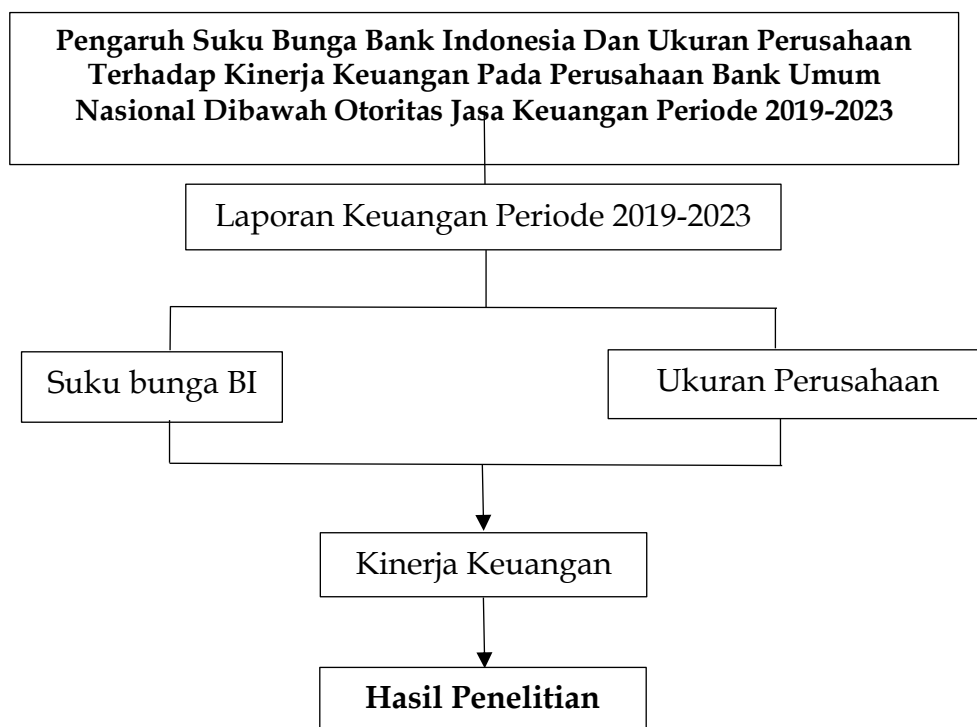 Pengaruh Suku Bunga Bank Indonesia Dan Ukuran Perusahaan
Terhadap Kinerja Keuangan Pada Perusahaan Bank Umum
Nasional Dibawah Otoritas Jasa Keuangan Periode 2019-2023
Laporan Keuangan Periode 2019-2023
Suku bunga BI
Ukuran Perusahaan
Kinerja Keuangan
Hasil Penelitian